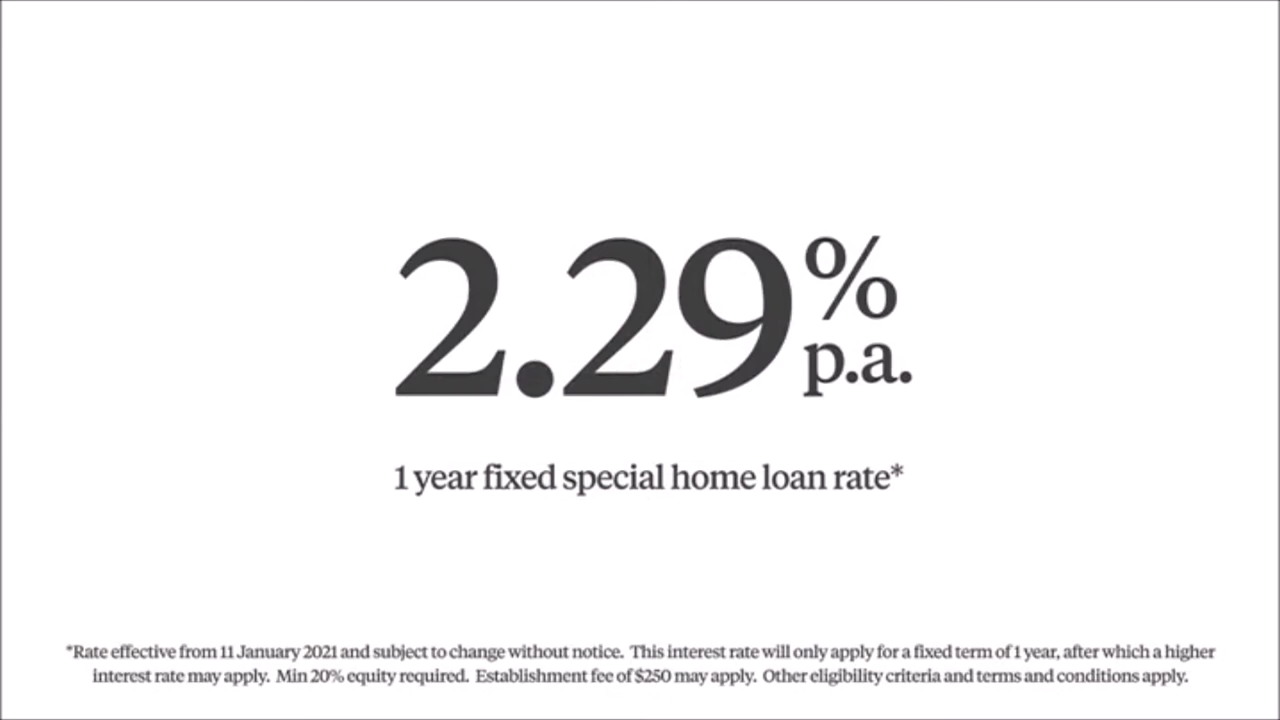 2.29% p.a.
1 year fixed special home loan rate*
*Rate effective from 11 January 2021 and subject to change without notice. This interest rate will only apply for a fixed term of 1 year, after which a higher
interest rate may apply. Min 20% equity required. Establishment fee of $250 may apply. Other eligibility criteria and terms and conditions apply.